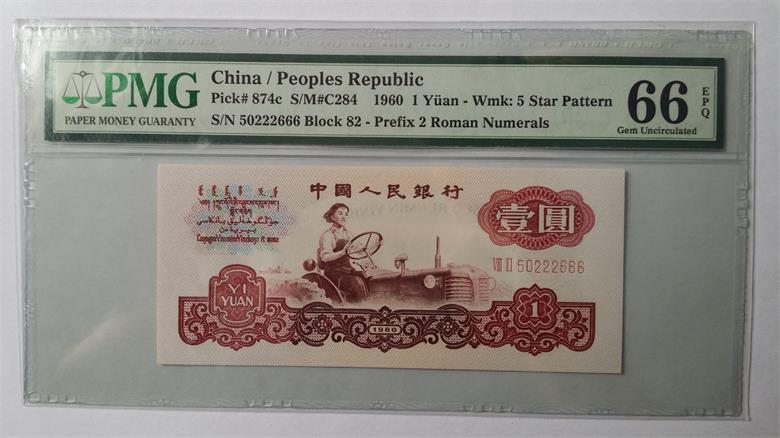 PMG
PAPER MONEY GUARANTY
China / Peoples Republic
Pick# 874c S/M#C284 1960 1 Yüan - Wmk: 5 Star Pattern
S/N 50222666 Block 82 - Prefix 2 Roman Numerals
66
EPQ
Gem Uncirculated
中國人民銀行
壹圓
VIII II 50222666
YI
YUAN
1960
1